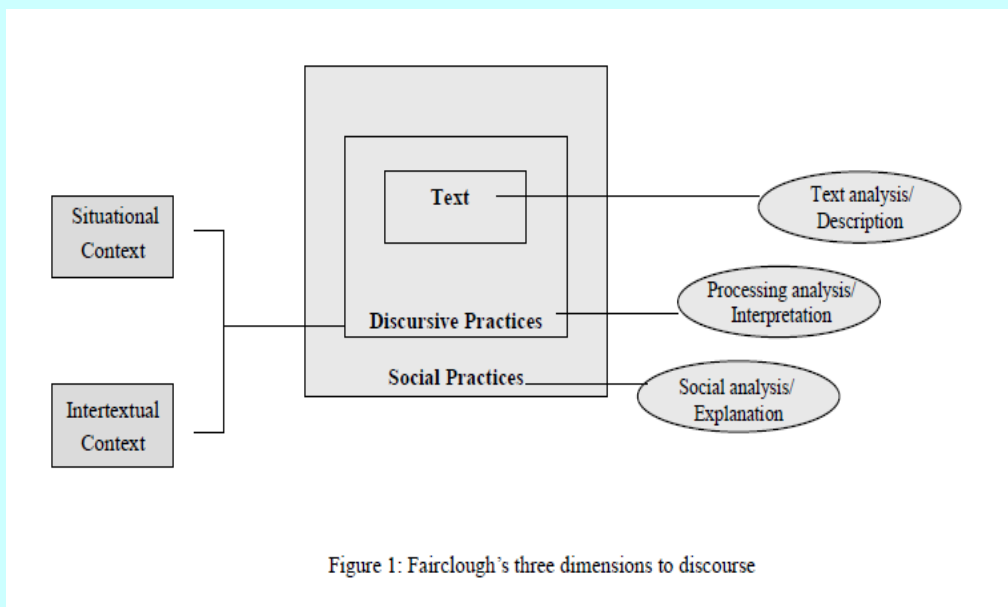 Situational
Context
Intertextual
Context
Text
Discursive Practices
Social Practices
Text analysis/
Description
Processing analysis/
Interpretation
Social analysis/
Explanation
Figure 1: Fairclough’s three dimensions to discourse